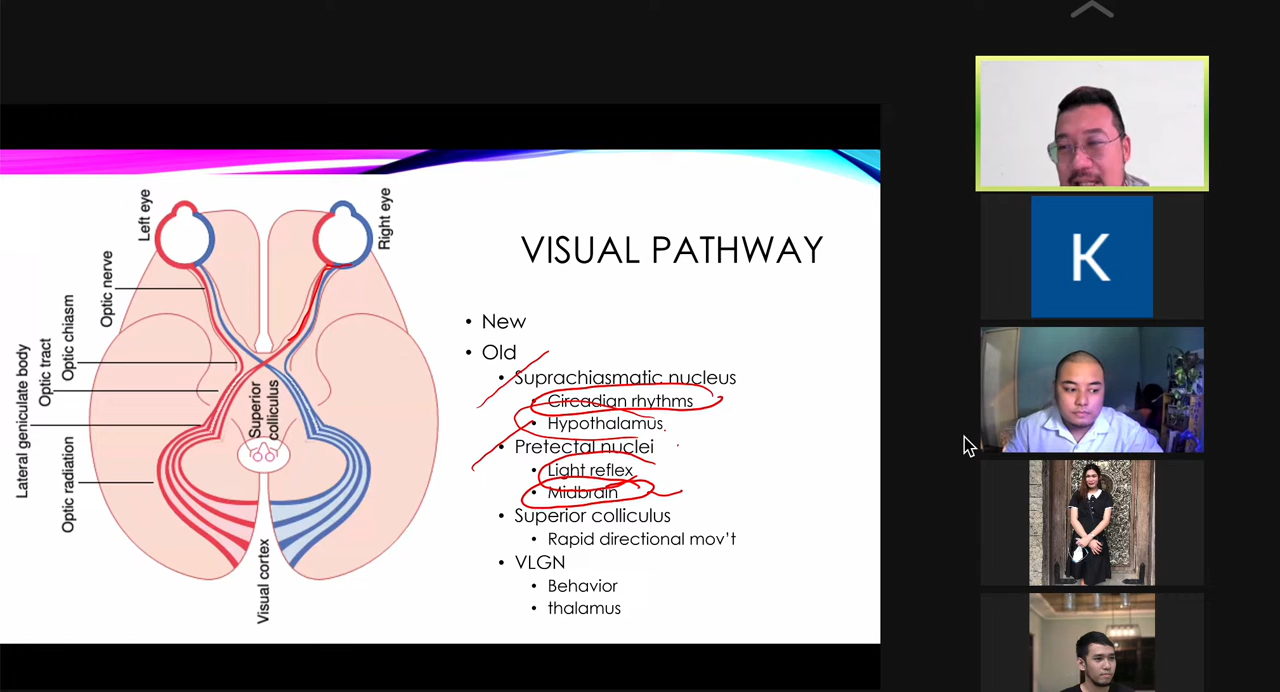 VISUAL PATHWAY
• New
• Old
• Suprachiasmatic nucleus
• Circadian rhythms
• Hypothalamus
• Pretectal nuclei
• Light reflex
• Midbrain
• Superior colliculus
• Rapid directional mov't
• VLGN
• Behavior
• thalamus
Left eye
Right eye
Optic nerve
Optic chiasm
Optic tract
Lateral geniculate body
Optic radiation
Superior
colliculus
Visual cortex
K